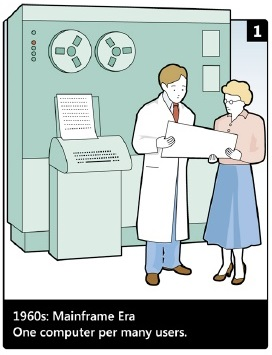 1
1960s: Mainframe Era
One computer per many users.